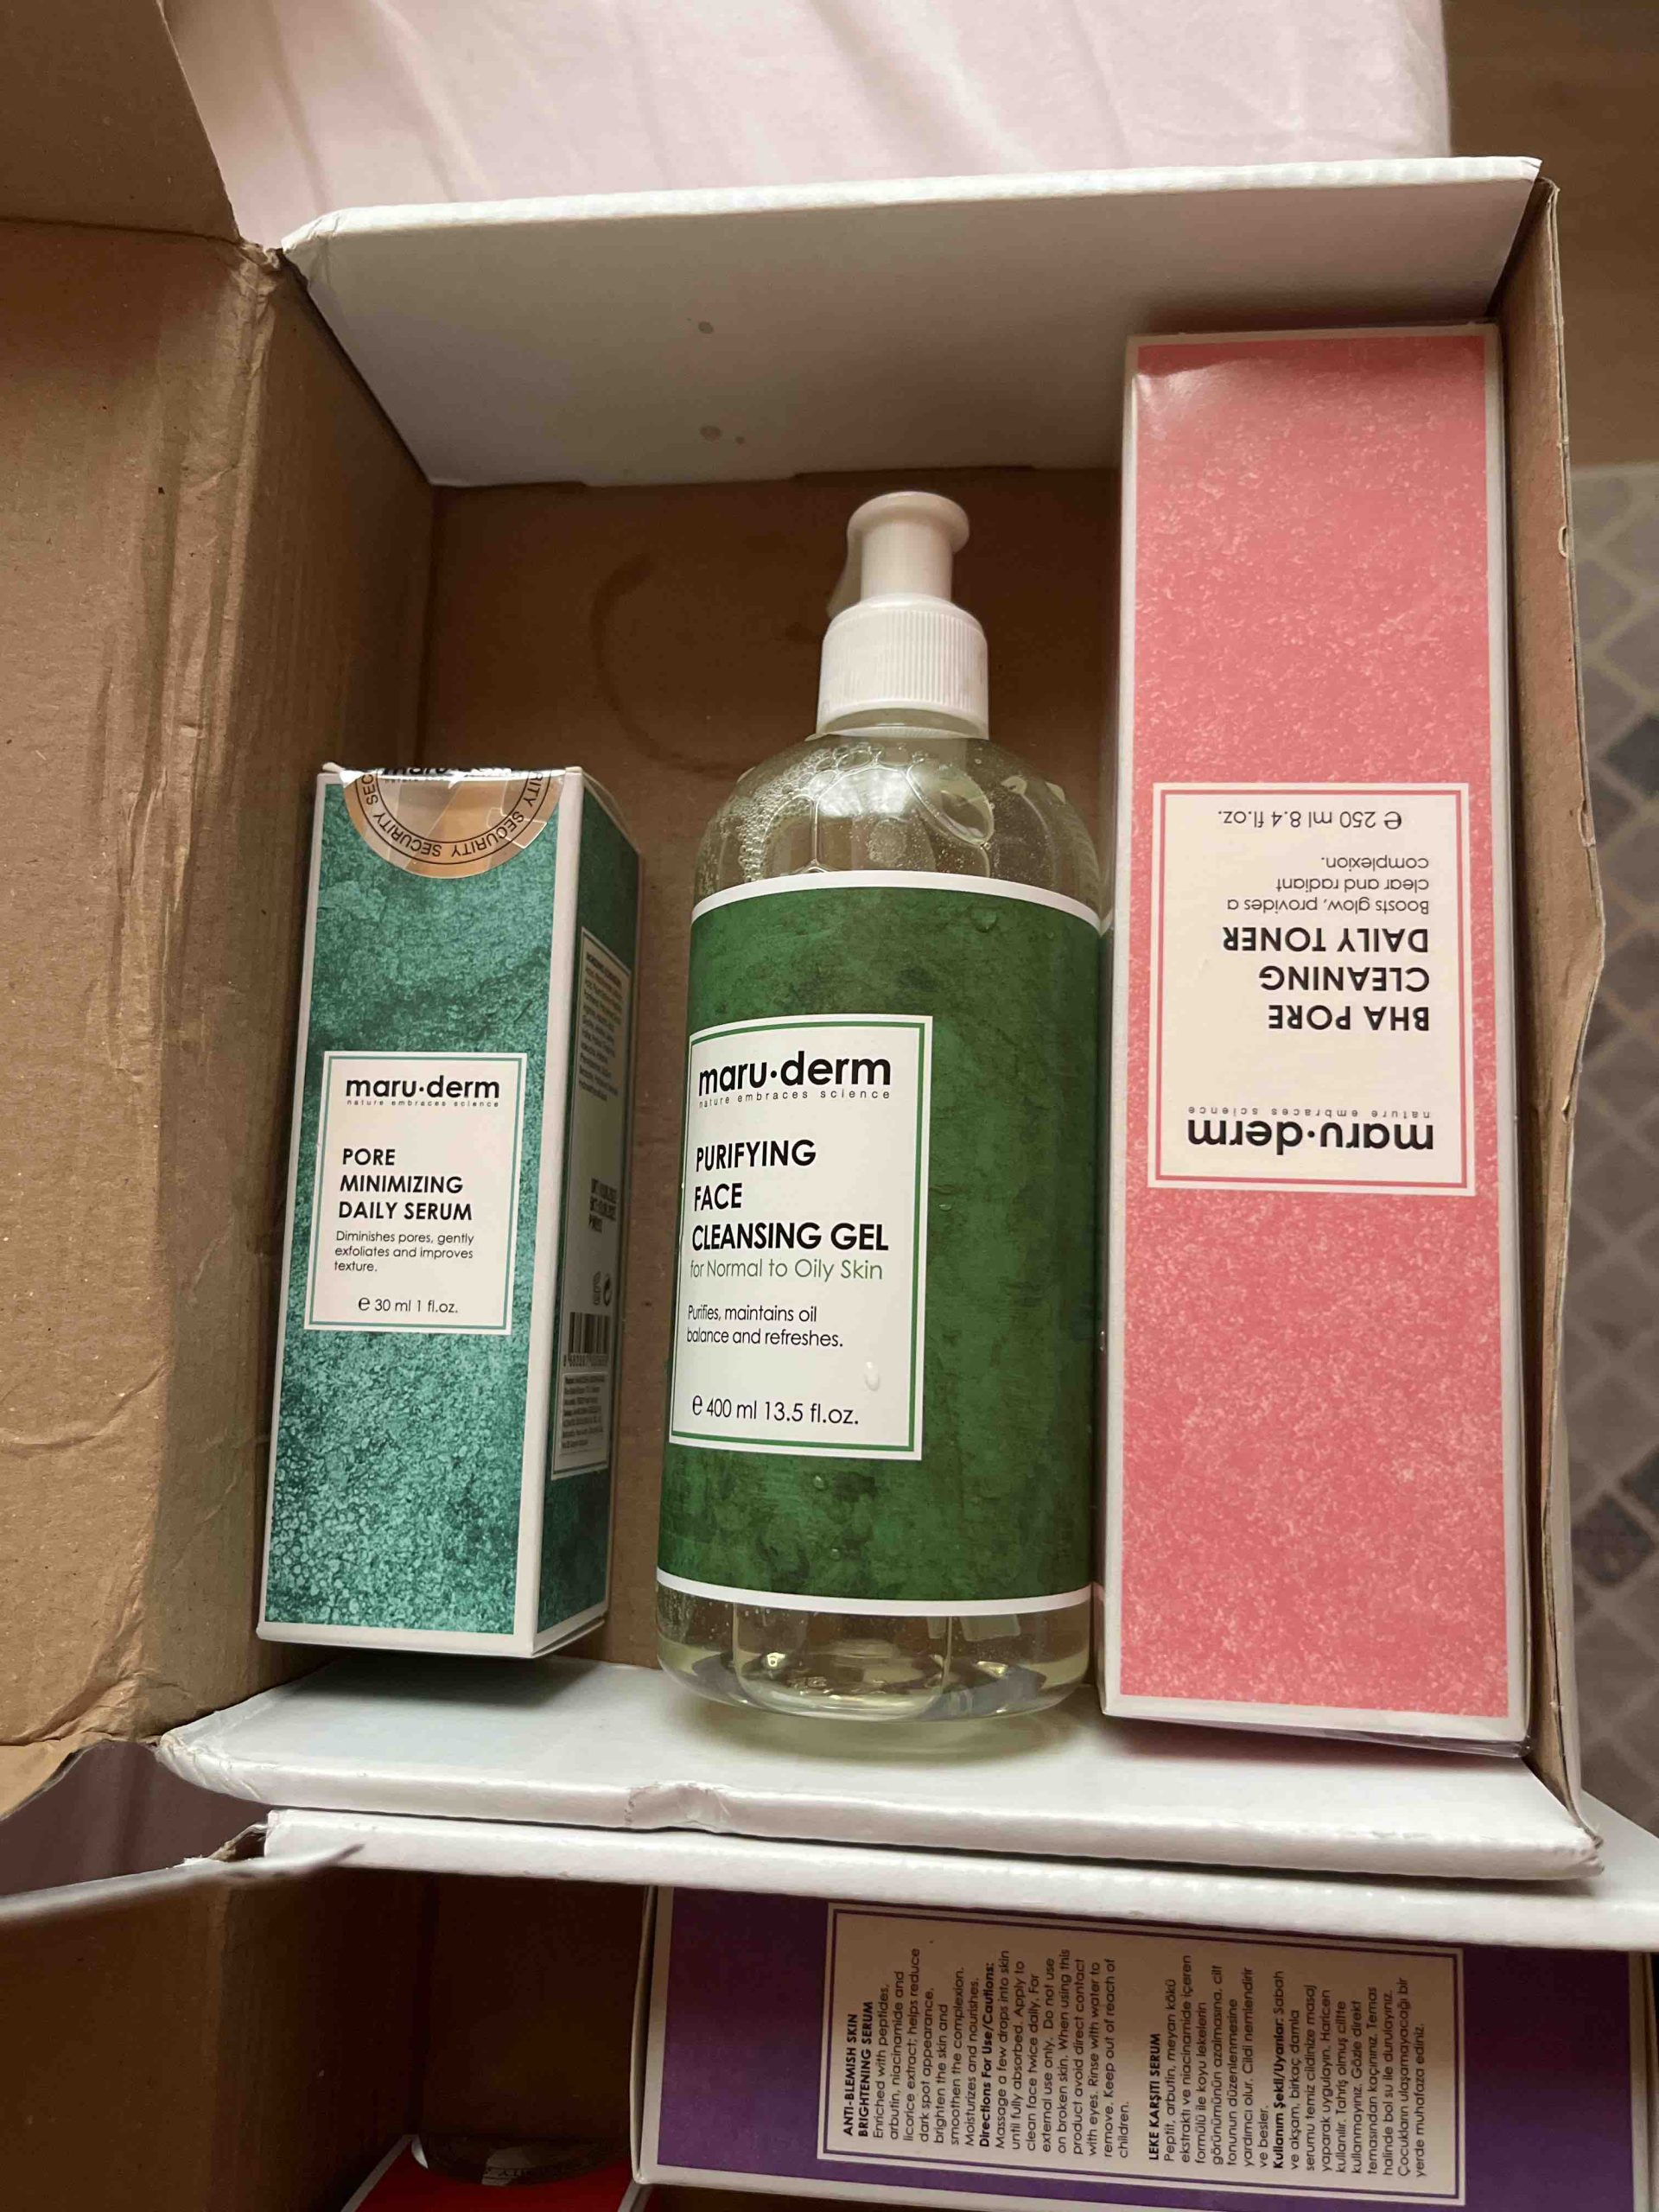 SECURITY SECURITY
maru·derm
nature embraces science
PORE
MINIMIZING
DAILY SERUM
Diminishes pores, gently
exfoliates and improves
texture.
℮ 30 ml 1 fl.oz.
maru·derm
nature embraces science
PURIFYING
FACE
CLEANSING GEL
for Normal to Oily Skin
Purifies, maintains oil
balance and refreshes.
℮ 400 ml 13.5 fl.oz.
maru·derm
nature embraces science
BHA PORE
CLEANING
DAILY TONER
Boosts glow, provides a
clear and radiant
complexion.
℮ 250 ml 8.4 fl.oz.
ANTI-BLEMISH SKIN
BRIGHTENING SERUM
Enriched with peptides,
arbutin, niacinamide and
licorice extract; helps reduce
dark spot appearance,
brighten the skin and
smoothen the complexion.
Moisturizes and nourishes.
Directions For Use/Cautions:
Massage a few drops into skin
until fully absorbed. Apply to
clean face twice daily. For
external use only. Do not use
on broken skin. When using this
product avoid direct contact
with eyes. Rinse with water to
remove. Keep out of reach of
children.
LEKE KARŞITI SERUM
Peptit, arbutin, meyan kökü
ekstraktı ve niacinamide içeren
formülü ile koyu lekelerin
görünümünün azalmasına, cilt
tonunun düzenlenmesine
yardımcı olur. Cildi nemlendirir
ve besler.
Kullanım Şekli/Uyarılar: Sabah
ve akşam, birkaç damla
serumu temiz cildinize masaj
yaparak uygulayın. Haricen
kullanılır. Tahriş olmuş ciltte
kullanmayınız. Gözle direkt
temasından kaçınınız. Temas
halinde bol su ile durulayınız.
Çocukların ulaşamayacağı bir
yerde muhafaza ediniz.